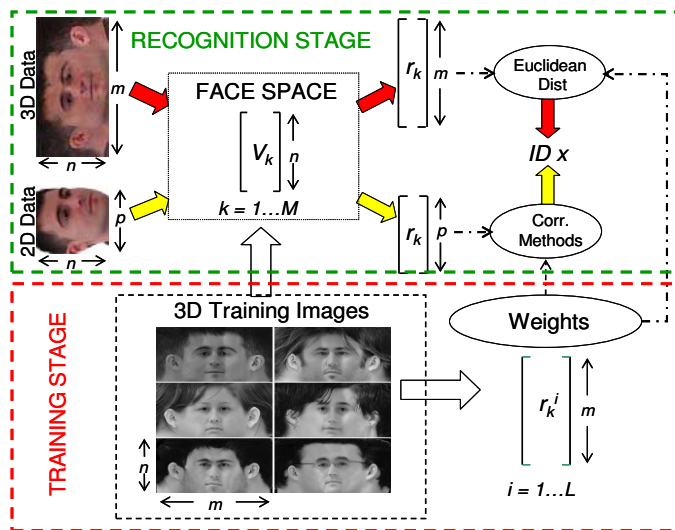 RECOGNITION STAGE
3D Data
m
n
2D Data
p
n
FACE SPACE
V_k
n
k = 1...M
r_k
m
r_k
p
Euclidean
Dist
ID x
Corr.
Methods
TRAINING STAGE
3D Training Images
n
m
Weights
r_k^i
m
i = 1...L